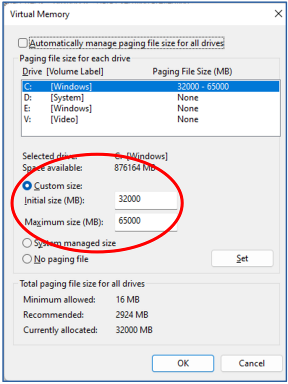 Virtual Memory
Automatically manage paging file size for all drives
Paging file size for each drive
Drive [Volume Label] Paging File Size (MB)
C: [Windows] 32000 - 65000
D: [System] None
E: [Windows] None
V: [Video] None
Selected drive: C: [Windows]
Space available: 876164 MB
Custom size:
Initial size (MB): 32000
Maximum size (MB): 65000
System managed size
No paging file Set
Total paging file size for all drives
Minimum allowed: 16 MB
Recommended: 2924 MB
Currently allocated: 32000 MB
OK Cancel